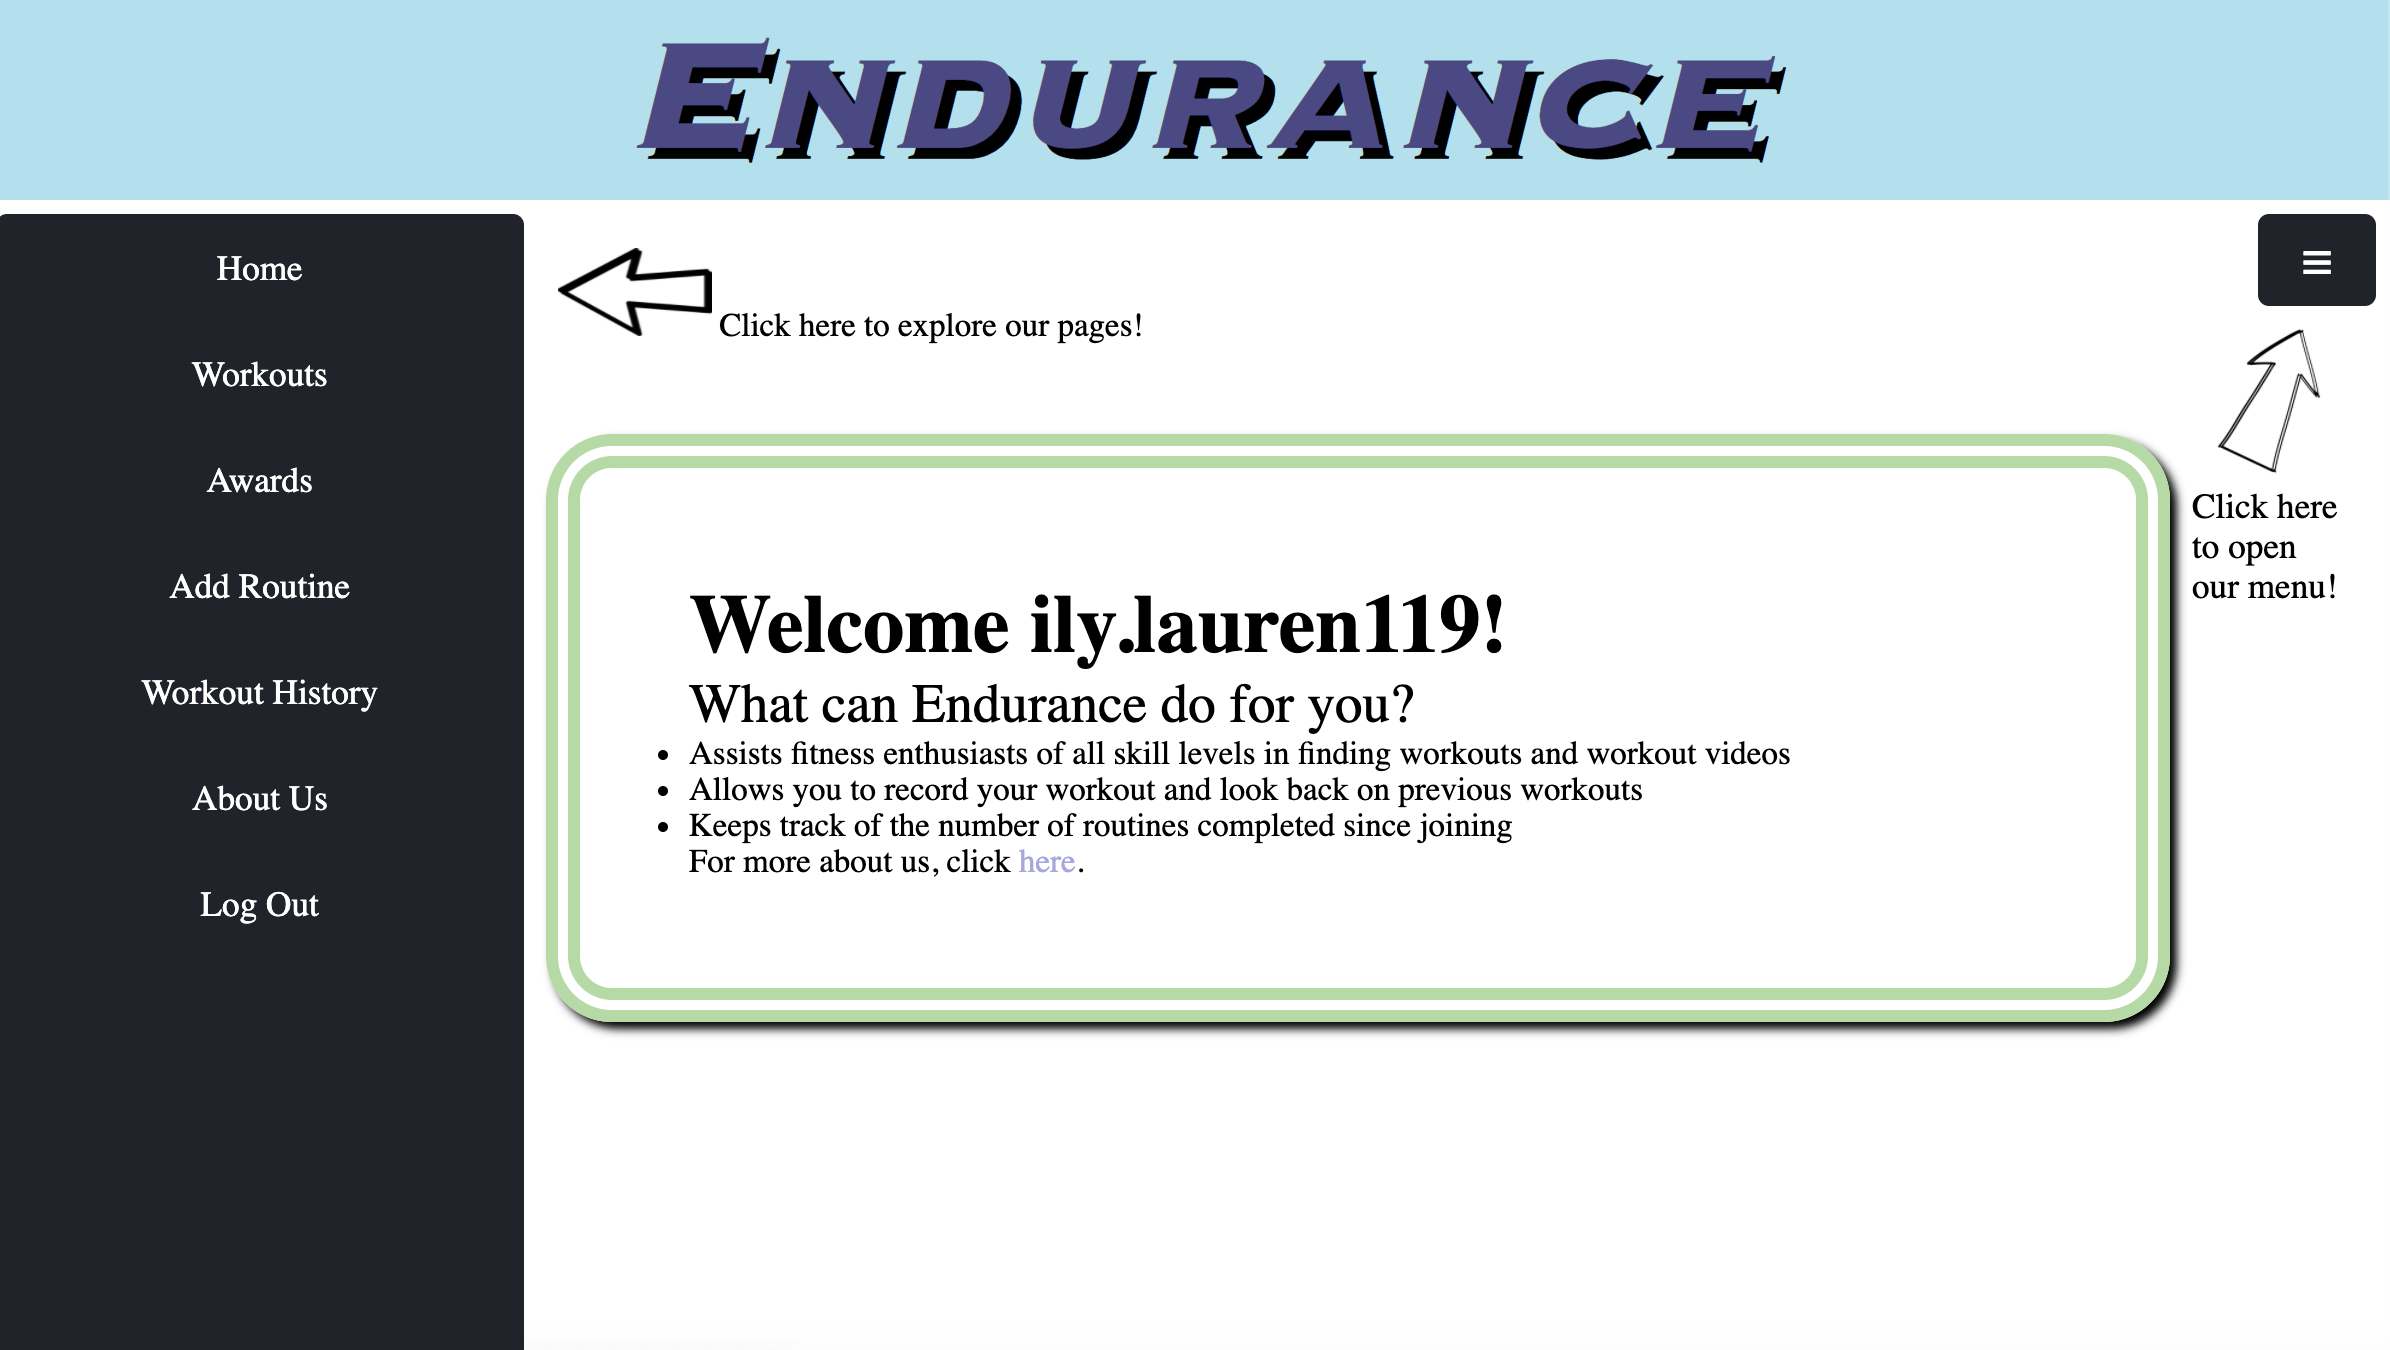 ENDURANCE
Home
Workouts
Awards
Add Routine
Workout History
About Us
Log Out
Click here to explore our pages!
Click here
to open
our menu!
Welcome ily.lauren119!
What can Endurance do for you?
• Assists fitness enthusiasts of all skill levels in finding workouts and workout videos
• Allows you to record your workout and look back on previous workouts
• Keeps track of the number of routines completed since joining
For more about us, click here.